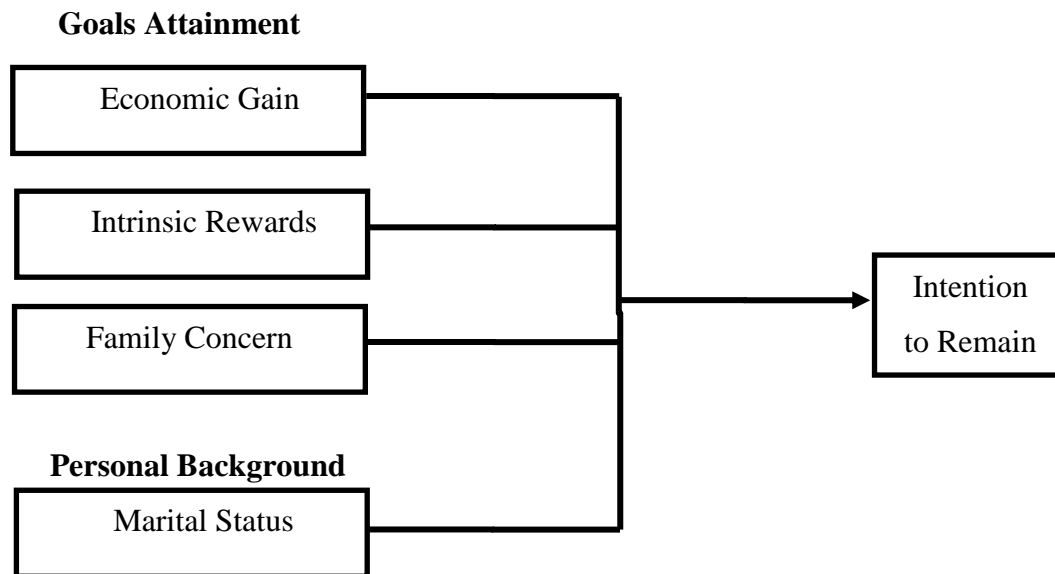 Goals Attainment
Economic Gain
Intrinsic Rewards
Family Concern
Personal Background
Marital Status
Intention
to Remain